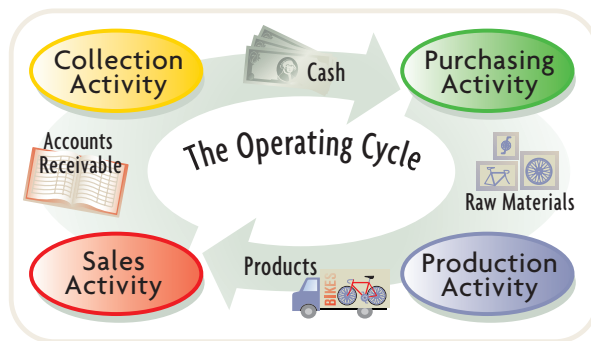 Collection
Activity
Cash
Purchasing
Activity
Accounts
Receivable
The Operating Cycle
Raw Materials
Sales
Activity
Products
BIKES
Production
Activity